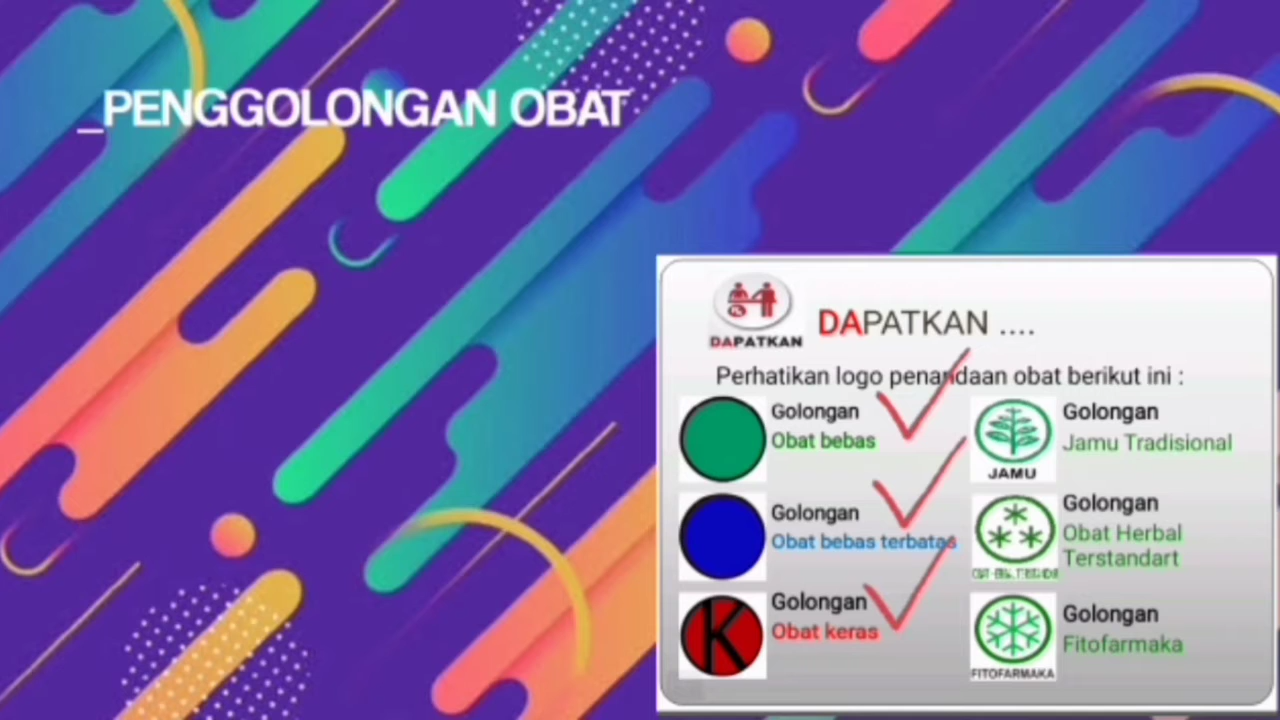 _PENGGOLONGAN OBAT
DAPATKAN
DAPATKAN ....
Perhatikan logo penandaan obat berikut ini :
Golongan
Obat bebas
Golongan
Obat bebas terbatas
K
Golongan
Obat keras
JAMU
Golongan
Jamu Tradisional
Golongan
Obat Herbal
Terstandart
FITOFARMAKA
Golongan
Fitofarmaka